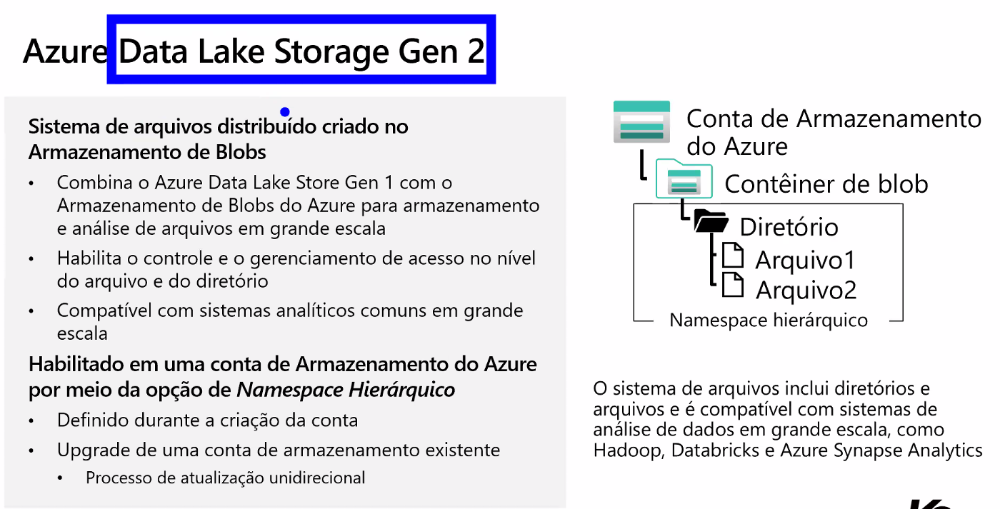 Azure Data Lake Storage Gen 2
Sistema de arquivos distribuído criado no
Armazenamento de Blobs
• Combina o Azure Data Lake Store Gen 1 com o
Armazenamento de Blobs do Azure para armazenamento
e análise de arquivos em grande escala
• Habilita o controle e o gerenciamento de acesso no nível
do arquivo e do diretório
• Compatível com sistemas analíticos comuns em grande
escala
Habilitado em uma conta de Armazenamento do Azure
por meio da opção de Namespace Hierárquico
• Definido durante a criação da conta
• Upgrade de uma conta de armazenamento existente
• Processo de atualização unidirecional
Conta de Armazenamento
do Azure
Contêiner de blob
Diretório
Arquivo1
Arquivo2
Namespace hierárquico
O sistema de arquivos inclui diretórios e
arquivos e é compatível com sistemas de
análise de dados em grande escala, como
Hadoop, Databricks e Azure Synapse Analytics